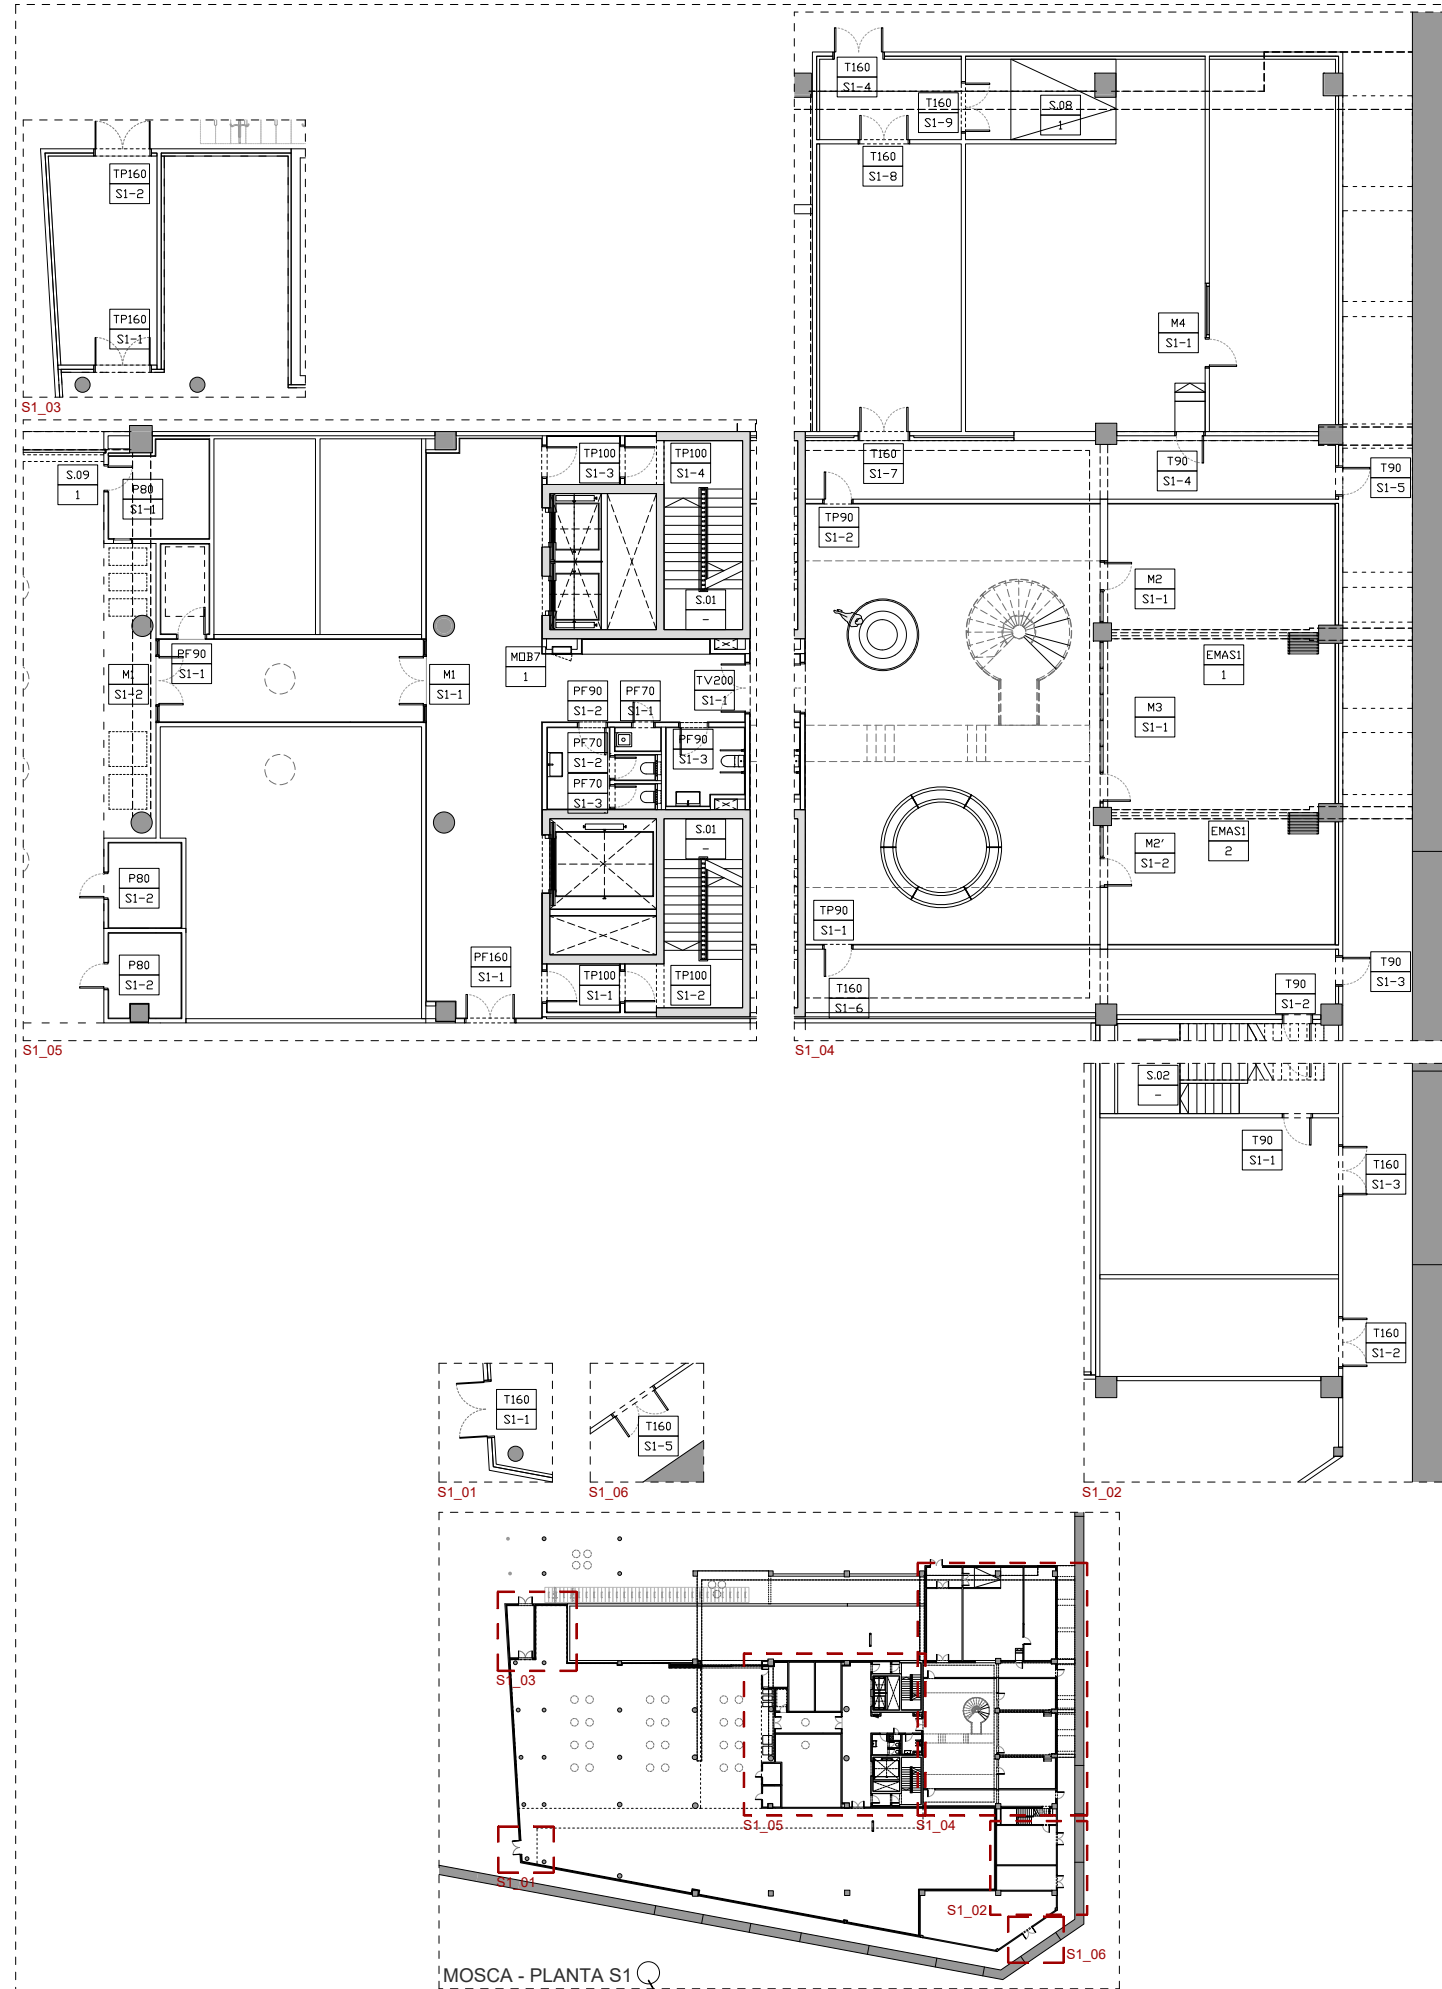 T160
S1-4
T160
S1-9
S.08
1
T160
S1-8
TP160
S1-2
TP160
S1-1
M4
S1-1
S1_03
S.09
1
P80
S1-1
TP100
S1-3
TP100
S1-4
T160
S1-7
T90
S1-4
T90
S1-5
TP90
S1-2
S.01
-
M2
S1-1
M1
S1-2
PF90
S1-1
M1
S1-1
MOB7
1
PF90
S1-2
PF70
S1-1
TV200
S1-1
EMAS1
1
M3
S1-1
PF70
S1-2
PF90
S1-3
PF70
S1-3
S.01
-
M2'
S1-2
EMAS1
2
P80
S1-2
TP90
S1-1
P80
S1-2
PF160
S1-1
TP100
S1-1
TP100
S1-2
T160
S1-6
T90
S1-2
T90
S1-3
S1_05
S1_04
S.02
-
T90
S1-1
T160
S1-3
T160
S1-2
T160
S1-1
T160
S1-5
S1_01
S1_06
S1_02
S1_03
S1_05
S1_04
S1_01
S1_02
S1_06
MOSCA - PLANTA S1